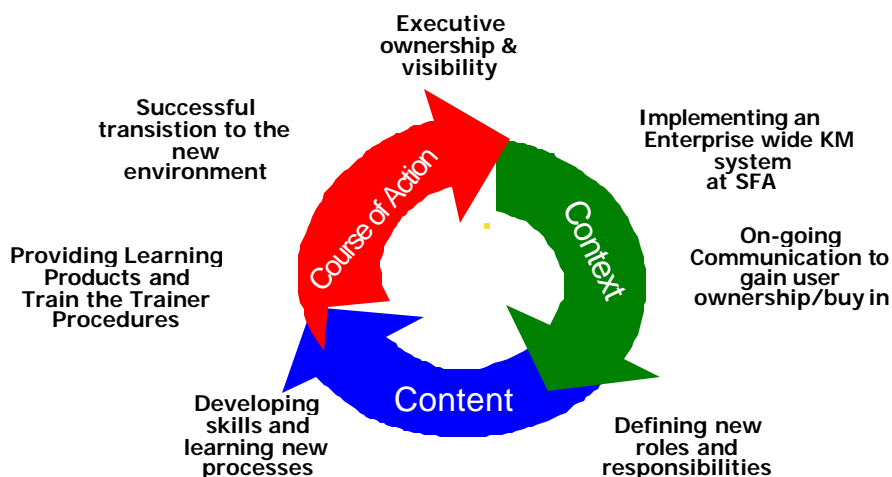 Executive
ownership &
visibility
Successful
transistion to the
new
environment
Implementing an
Enterprise wide KM
system
at SFA
Course of Action
Context
On-going
Communication to
gain user
ownership/buy in
Providing Learning
Products and
Train the Trainer
Procedures
Content
Developing
skills and
learning new
processes
Defining new
roles and
responsibilities